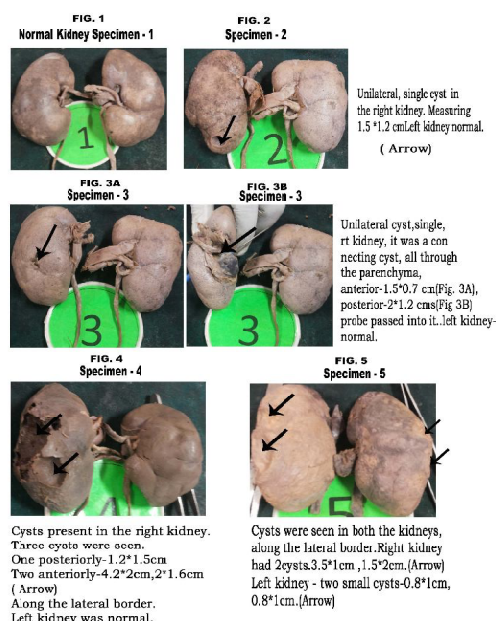 FIG. 1
Normal Kidney Specimen - 1
FIG. 2
Specimen - 2
1
2
Unilateral, single cyst in
the right kidney. Measuring
1.5 *1.2 cmLeft kidney normal.
( Arrow)
FIG. 3A
Specimen - 3
FIG. 3B
Specimen - 3
3
3
Unilateral cyst,single,
rt kidney, it was a con
necting cyst, all through
the parenchyma,
anterior-1.5*0.7 cm(Fig. 3A),
posterior-2*1.2 cms(Fig 3B)
probe passed into it..left kidney-
normal.
FIG. 4
Specimen - 4
FIG. 5
Specimen - 5
5
Cysts present in the right kidney.
Three cysts were seen.
One posteriorly-1.2*1.5cm
Two anteriorly-4.2*2cm,2*1.6cm
( Arrow)
Along the lateral border.
Left kidney was normal.
Cysts were seen in both the kidneys,
along the lateral border.Right kidney
had 2cysts.3.5*1cm ,1.5*2cm.(Arrow)
Left kidney - two small cysts-0.8*1cm,
0.8*1cm.(Arrow)